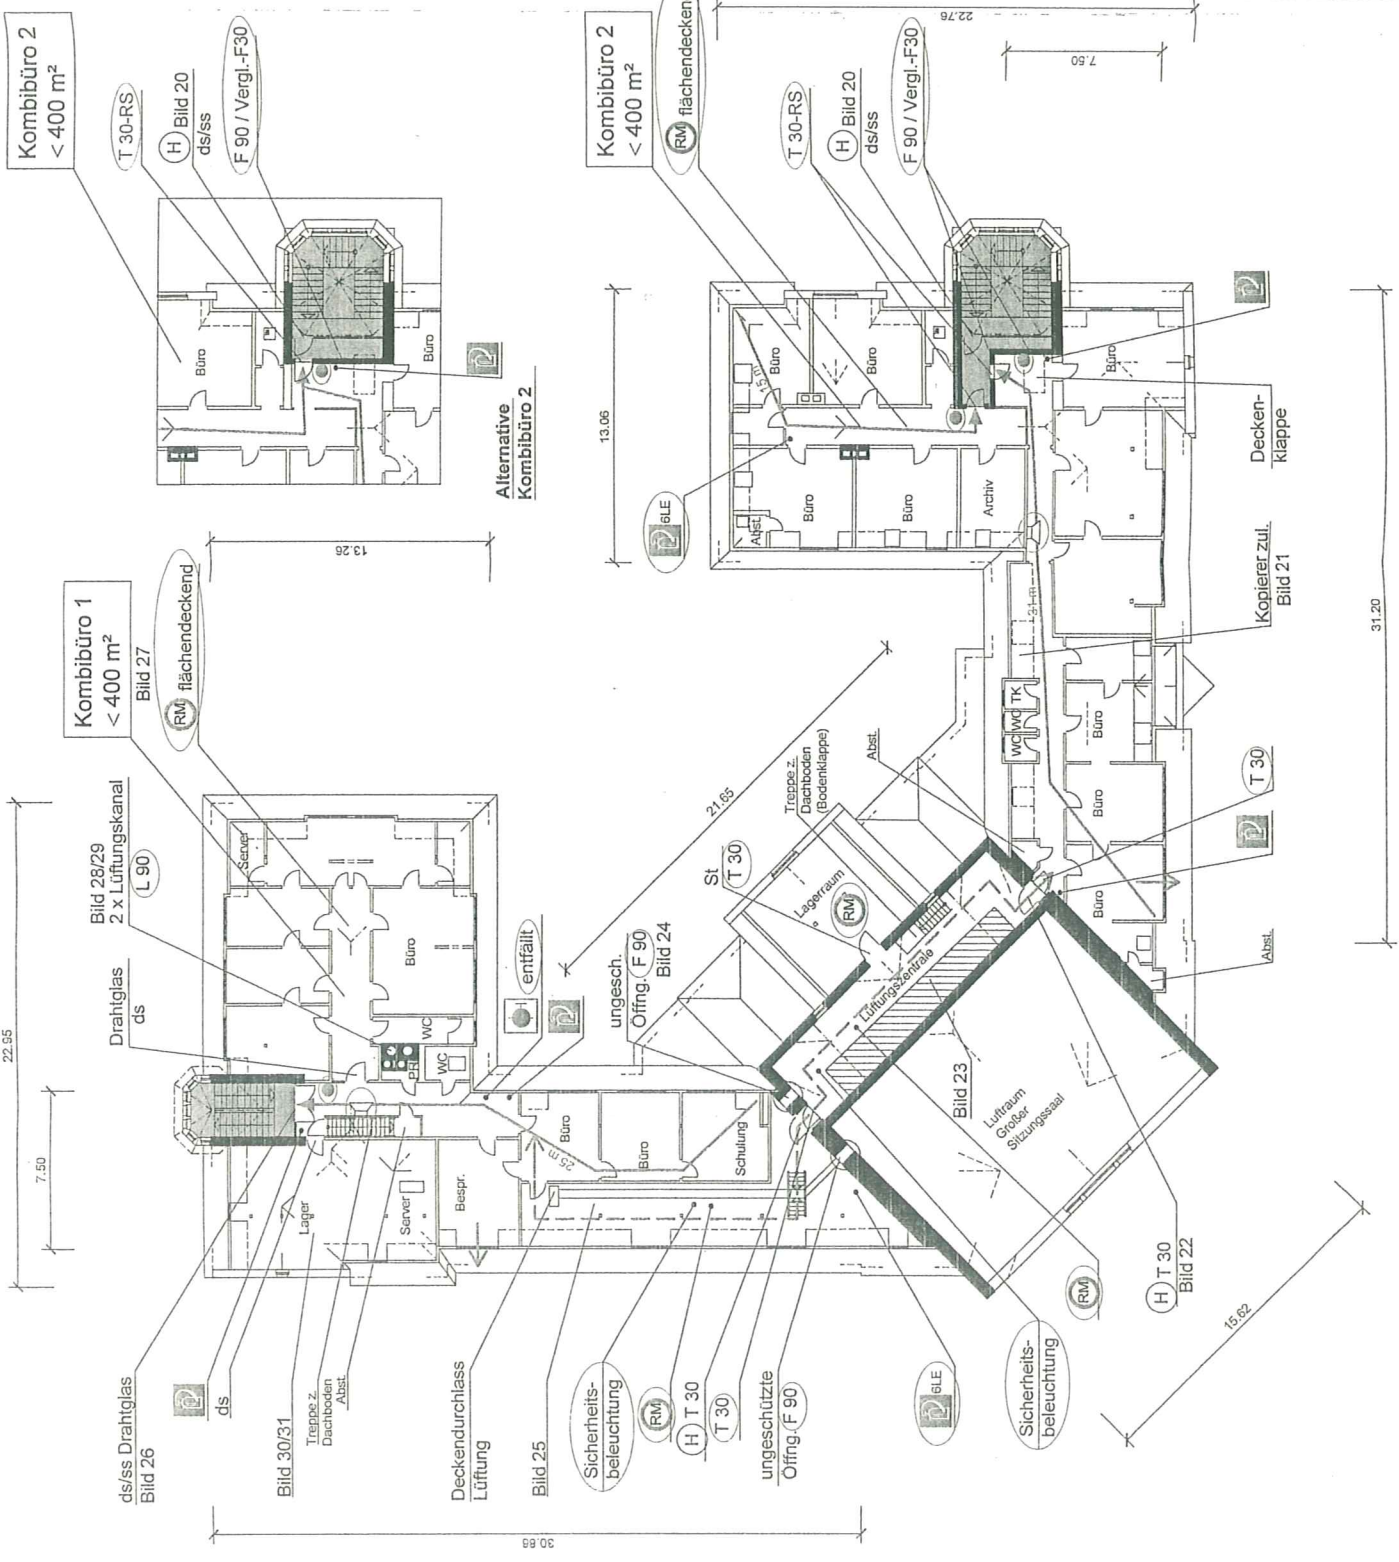 Kombibüro 2
< 400 m²
T 30-RS
H Bild 20
ds/ss
F 90 / Vergl.-F30
Büro
Büro
Alternative
Kombibüro 2
Kombibüro 2
< 400 m²
RM flächendeckend
T 30-RS
H Bild 20
ds/ss
F 90 / Vergl.-F30
22.76
7.50
13.06
6LE
Büro
Büro
15 m
Abst.
Büro
Büro
Archiv
Büro
Decken-
klappe
Kopierer zul.
Bild 21
31.20
31 m
WC
WC
TK
Büro
Büro
Büro
T 30
Abst.
Abst.
Kombibüro 1
< 400 m²
Bild 27
RM flächendeckend
13.26
Bild 28/29
2 x Lüftungskanal
L 90
Drahtglas
ds
22.95
7.50
Server
Büro
WC
WC
PR
entfällt
ungesch.
Öffng. F 90
Bild 24
21.65
St
T 30
Treppe z.
Dachboden
(Bodenklappe)
Lagerraum
RM
Lüftungszentrale
Bild 23
Luftraum
Großer
Sitzungssaal
Lager
Server
Bespr.
25 m
Büro
Büro
Schulung
ds/ss Drahtglas
Bild 26
ds
Bild 30/31
Treppe z.
Dachboden
Abst.
Deckendurchlass
Lüftung
Bild 25
Sicherheits-
beleuchtung
RM
H T 30
T 30
ungeschützte
Öffng. F 90
6LE
Sicherheits-
beleuchtung
RM
H T 30
Bild 22
15.62